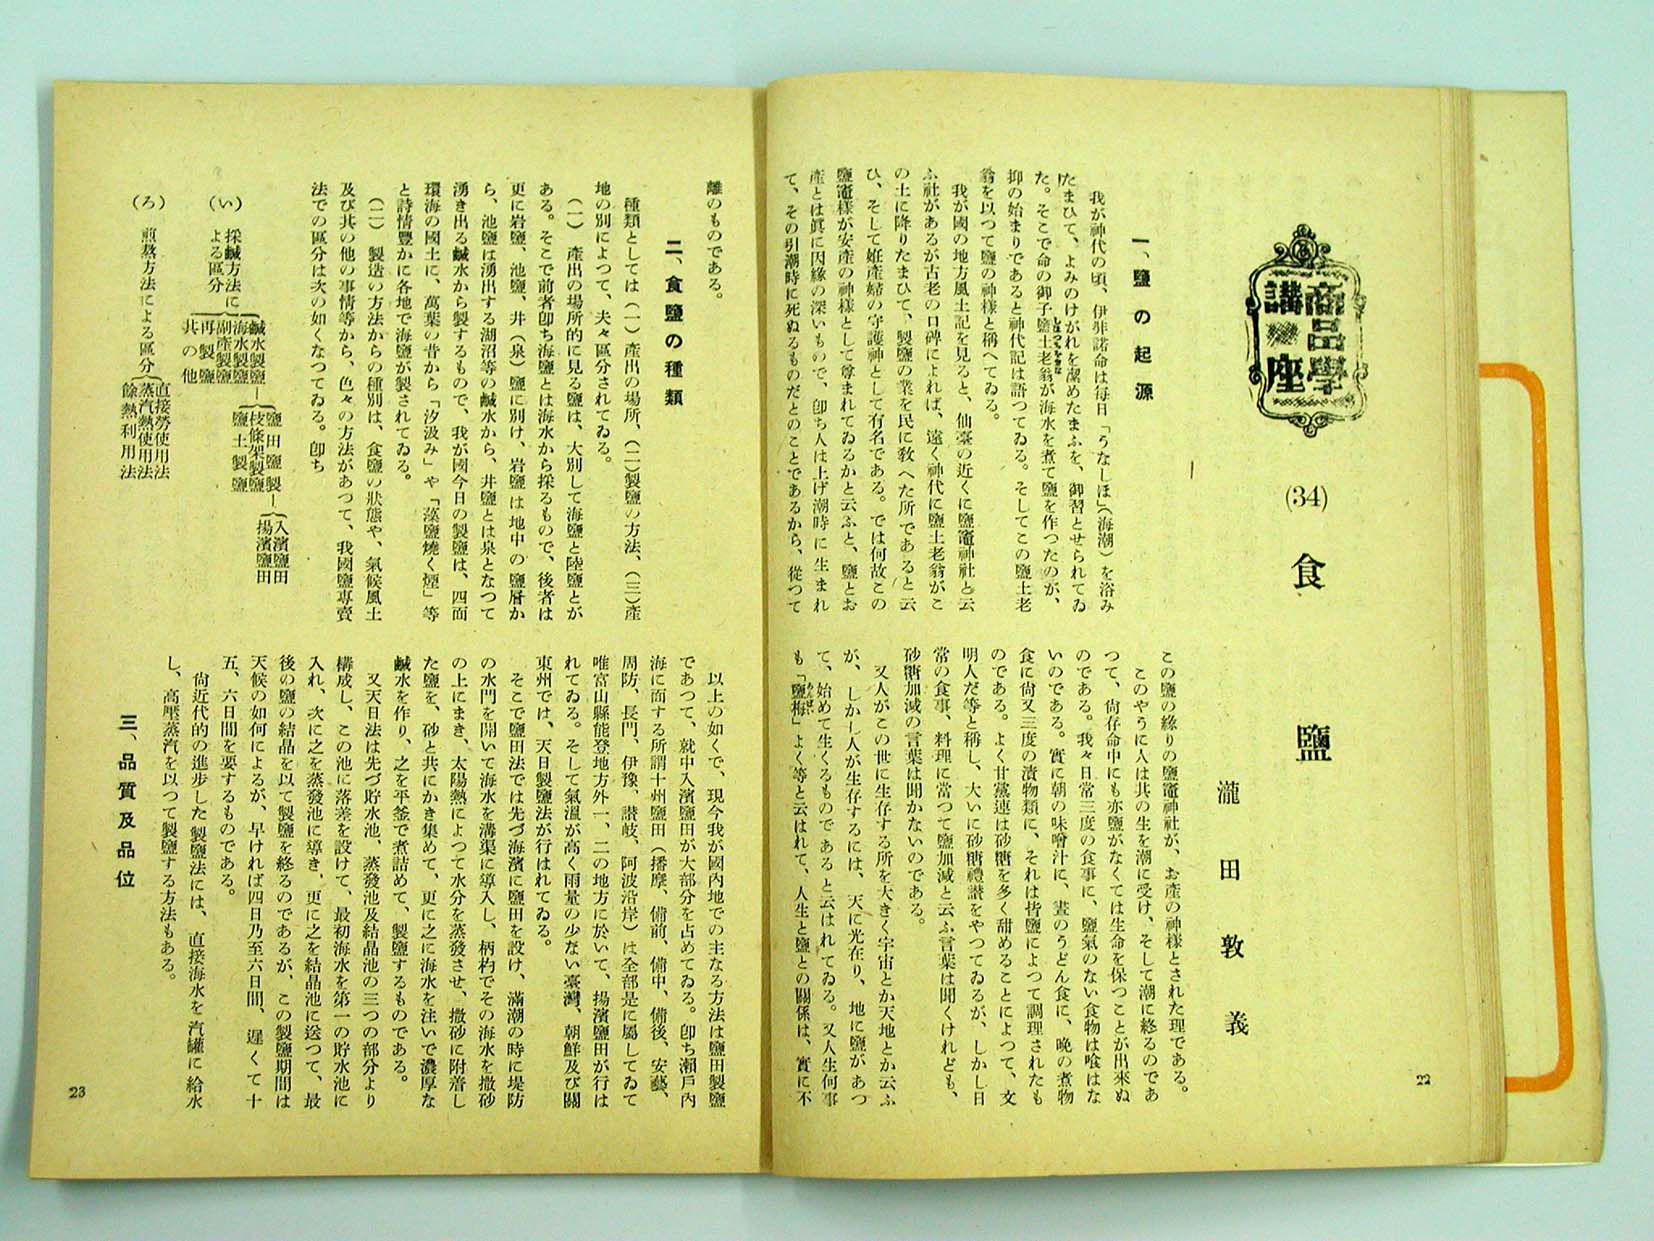 商品學
講座
(34)
食鹽
瀧田敦義
一、鹽の起源
我が神代の頃、伊弉諾命は每日「うなしほ」(海潮)を浴み
たまひて、よみのけがれを潔めたまふを、御習とせられてゐ
た。そこで命の御子鹽土老翁が海水を煮て鹽を作つたのが、
抑の始まりであると神代記は語つてゐる。そしてこの鹽土老
翁を以つて鹽の神樣と稱へてゐる。
我が國の地方風土記を見ると、仙臺の近くに鹽竈神社と云
ふ社があるが古老の口碑によれば、遠く神代に鹽土老翁がこ
の土に降りたまひて、製鹽の業を民に敎へた所であると云
ひ、そして姙產婦の守護神として有名である。では何故この
鹽竈樣が安產の神樣として尊まれてゐるかと云ふと、鹽とお
產とは眞に因緣の深いもので、卽ち人は上げ潮時に生まれ
て、その引潮時に死ぬるものだとのことであるから、從つて
この鹽の緣りの鹽竈神社が、お產の神樣とされた理である。
このやうに人は其の生を潮に受け、そして潮に終るのであ
つて、尙存命中にも亦鹽がなくては生命を保つことが出來ぬ
のである。我々日常三度の食事に、鹽氣のない食物は喰はな
いのである。實に朝の味噌汁に、晝のうどん食に、晚の煮物
食に尙又三度の漬物類に、それは皆鹽によつて調理されたも
のである。よく甘黨連は砂糖を多く甜めることによつて、文
明人だ等と稱し、大いに砂糖禮讃をやつてゐるが、しかし日
常の食事、料理に當つて鹽加減と云ふ言葉は聞くけれども、
砂糖加減の言葉は聞かないのである。
又人がこの世に生存する所を大きく宇宙とか天地とか云ふ
が、しかし人が生存するには、天に光在り、地に鹽があつ
て、始めて生くるものであると云はれてゐる。又人生何事
も「鹽梅」よく等と云はれて、人生と鹽との關係は、實に不
22
離のものである。
二、食鹽の種類
種類としては(一)產出の場所、(二)製鹽の方法、(三)產
地の別によつて、夫々區分されてゐる。
(一) 產出の場所的に見る鹽は、大別して海鹽と陸鹽とが
ある。そこで前者卽ち海鹽とは海水から採るもので、後者は
更に岩鹽、池鹽、井(泉)鹽に別け、岩鹽は地中の鹽層か
ら、池鹽は湧出する湖沼等の鹹水から、井鹽とは泉となつて
湧き出る鹹水から製するもので、我が國今日の製鹽は、四面
環海の國土に、萬葉の昔から「汐汲み」や「藻鹽燒く煙」等
と詩情豐かに各地で海鹽が製されてゐる。
(二) 製造の方法からの種別は、食鹽の狀態や、氣候風土
及び其の他の事情等から、色々の方法があつて、我國鹽專賣
法での區分は次の如くなつてゐる。卽ち
(い) 採鹹方法に
よる區分
鹹水製鹽
海水製鹽
副產製鹽
再製鹽
其の他
鹽田鹽製
枝條架製鹽
鹽土製鹽
入濱鹽田
揚濱鹽田
(ろ) 煎熬方法による區分
直接勞使用法
蒸汽熱使用法
餘熱利用法
以上の如くで、現今我が國內地での主なる方法は鹽田製鹽
であつて、就中入濱鹽田が大部分を占めてゐる。卽ち瀨戶內
海に面する所謂十州鹽田(播摩、備前、備中、備後、安藝、
周防、長門、伊豫、讃岐、阿波沿岸)は全部是に屬してゐて
唯富山縣能登地方外一、二の地方に於いて、揚濱鹽田が行は
れてゐる。そして氣溫が高く雨量の少ない臺灣、朝鮮及び關
東州では、天日製鹽法が行はれてゐる。
そこで鹽田法では先づ海濱に鹽田を設け、滿潮の時に堤防
の水門を開いて海水を溝渠に導入し、柄杓でその海水を撒砂
の上にまき、太陽熱によつて水分を蒸發させ、撒砂に附着し
た鹽を、砂と共にかき集めて、更に之に海水を注いで濃厚な
鹹水を作り、之を平釜で煮詰めて、製鹽するものである。
又天日法は先づ貯水池、蒸發池及結晶池の三つの部分より
構成し、この池に落差を設けて、最初海水を第一の貯水池に
入れ、次に之を蒸發池に導き、更に之を結晶池に送つて、最
後の鹽の結晶を以て製鹽を終るのであるが、この製鹽期間は
天候の如何によるが、早ければ四日乃至六日間、遲くて十
五、六日間を要するものである。
尙近代的の進步した製鹽法には、直接海水を汽罐に給水
し、高壓蒸汽を以つて製鹽する方法もある。
三、品質及品位
23